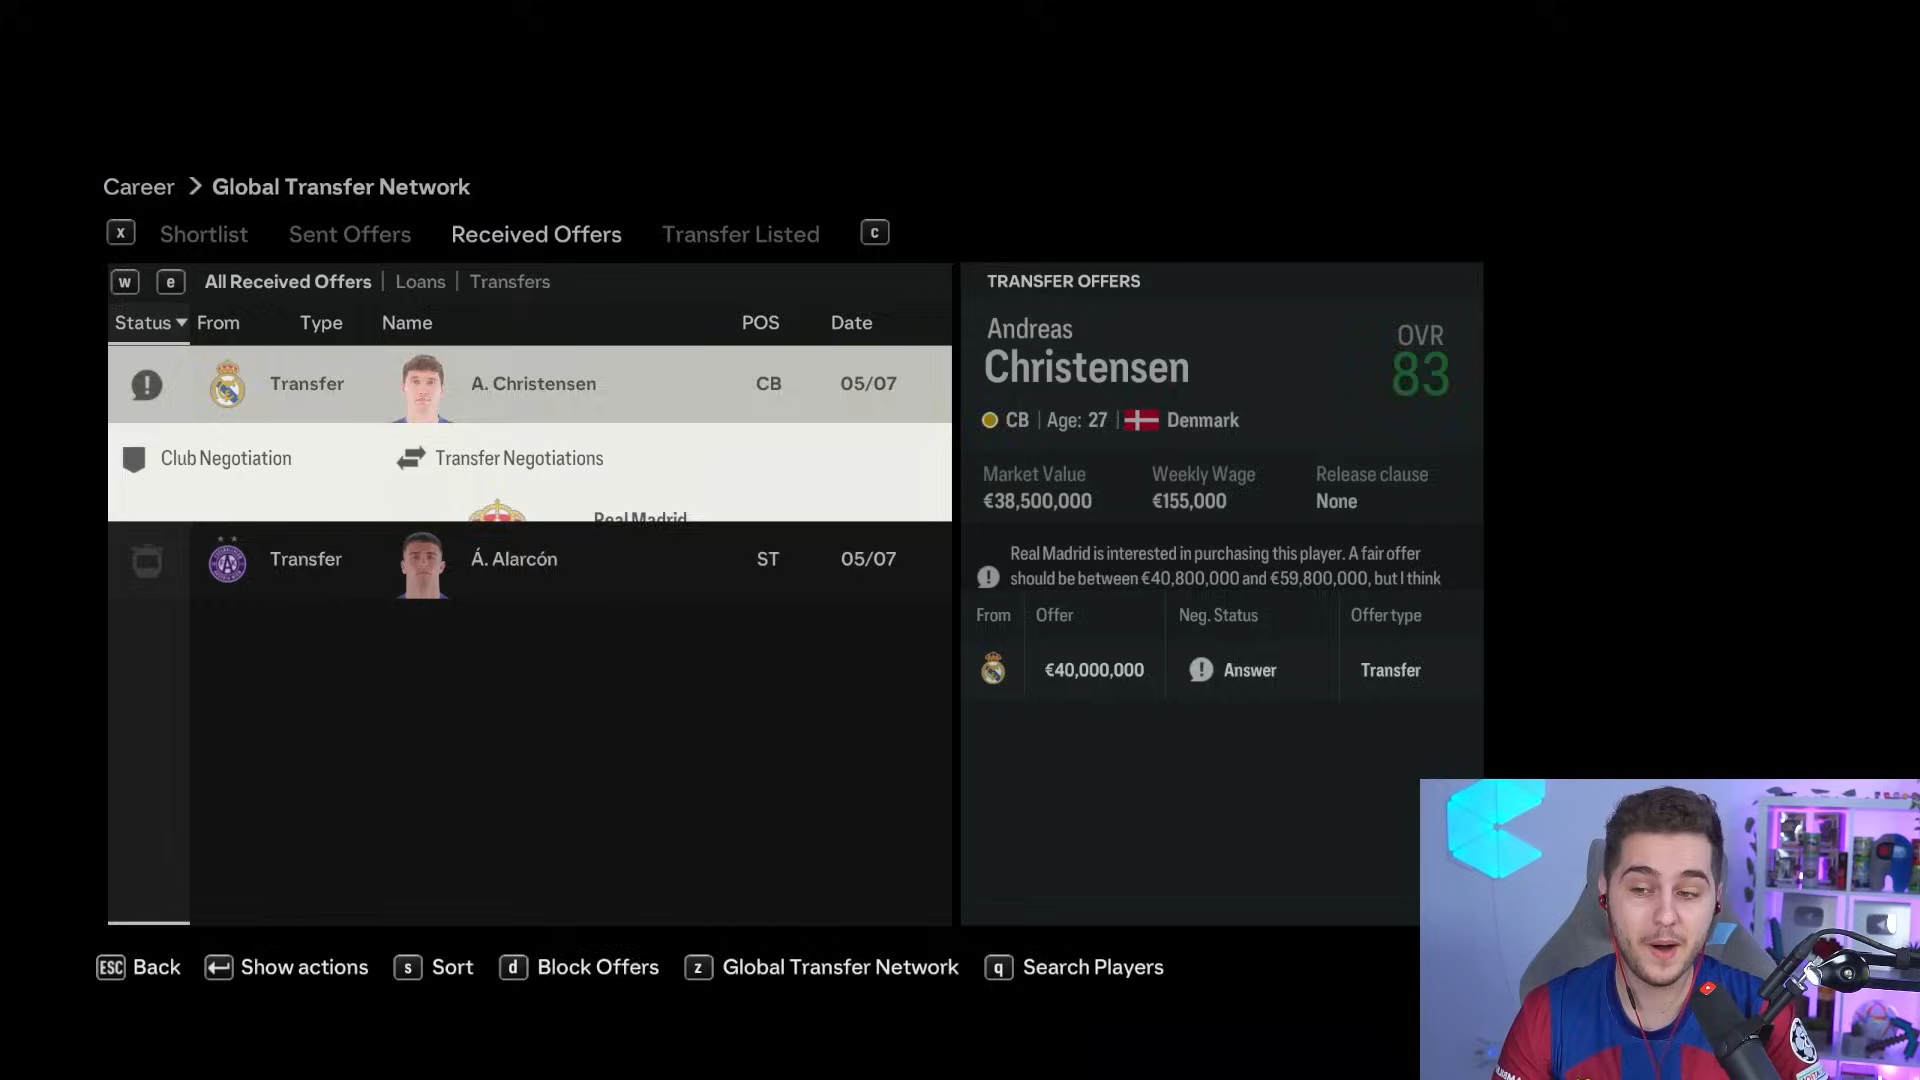 Career > Global Transfer Network
x Shortlist Sent Offers Received Offers Transfer Listed c
w e All Received Offers | Loans | Transfers
Status From Type Name POS Date
Transfer A. Christensen CB 05/07
Club Negotiation Transfer Negotiations
Real Madrid
Transfer Á. Alarcón ST 05/07
TRANSFER OFFERS
Andreas
Christensen
OVR
83
CB | Age: 27 | Denmark
Market Value Weekly Wage Release clause
€38,500,000 €155,000 None
Real Madrid is interested in purchasing this player. A fair offer
should be between €40,800,000 and €59,800,000, but I think
From Offer Neg. Status Offer type
€40,000,000 Answer Transfer
ESC Back Show actions s Sort d Block Offers z Global Transfer Network q Search Players